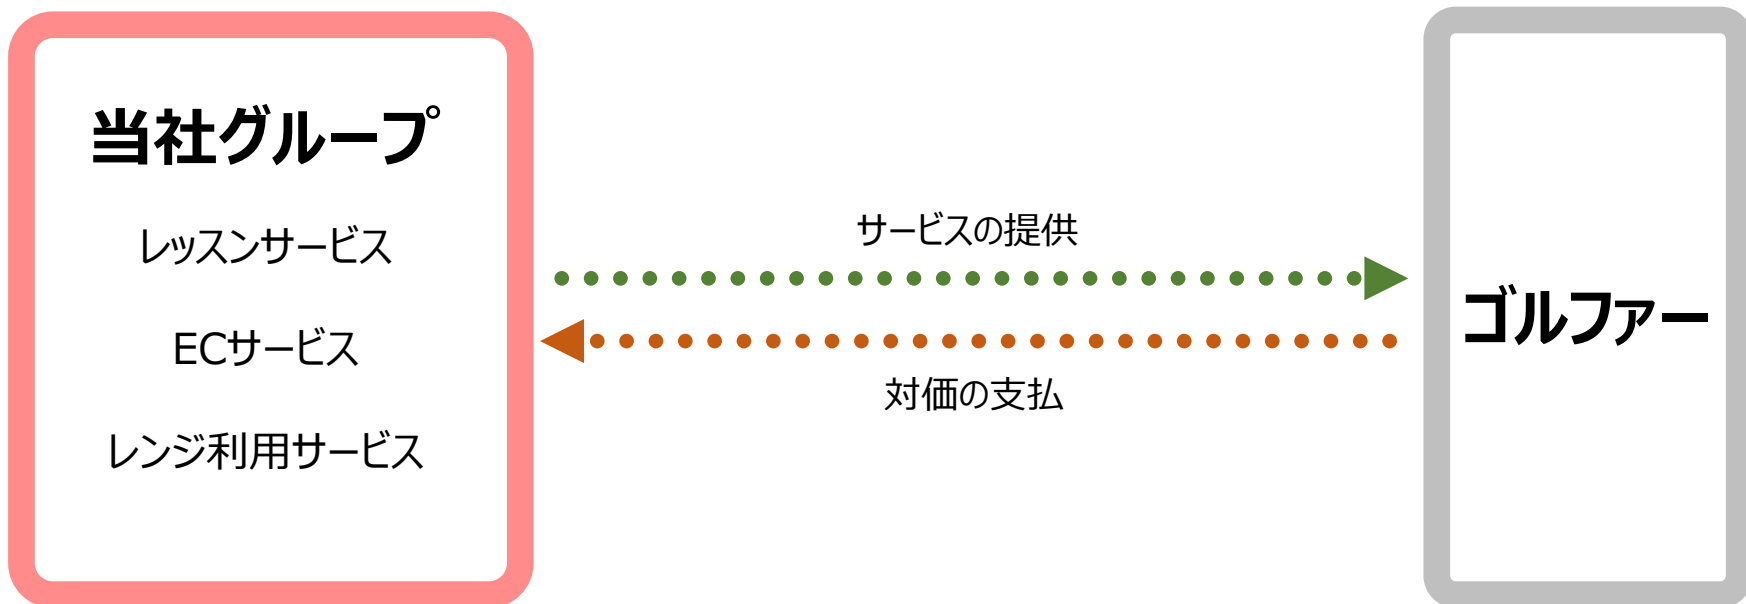 当社グループ
レッスンサービス
ECサービス
レンジ利用サービス
サービスの提供
対価の支払
ゴルファー